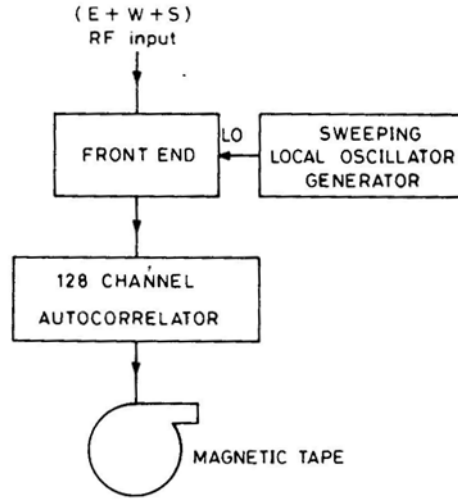 (E+W+S)
RF input
FRONT END
LO
SWEEPING
LOCAL OSCILLATOR
GENERATOR
128 CHANNEL
AUTOCORRELATOR
MAGNETIC TAPE